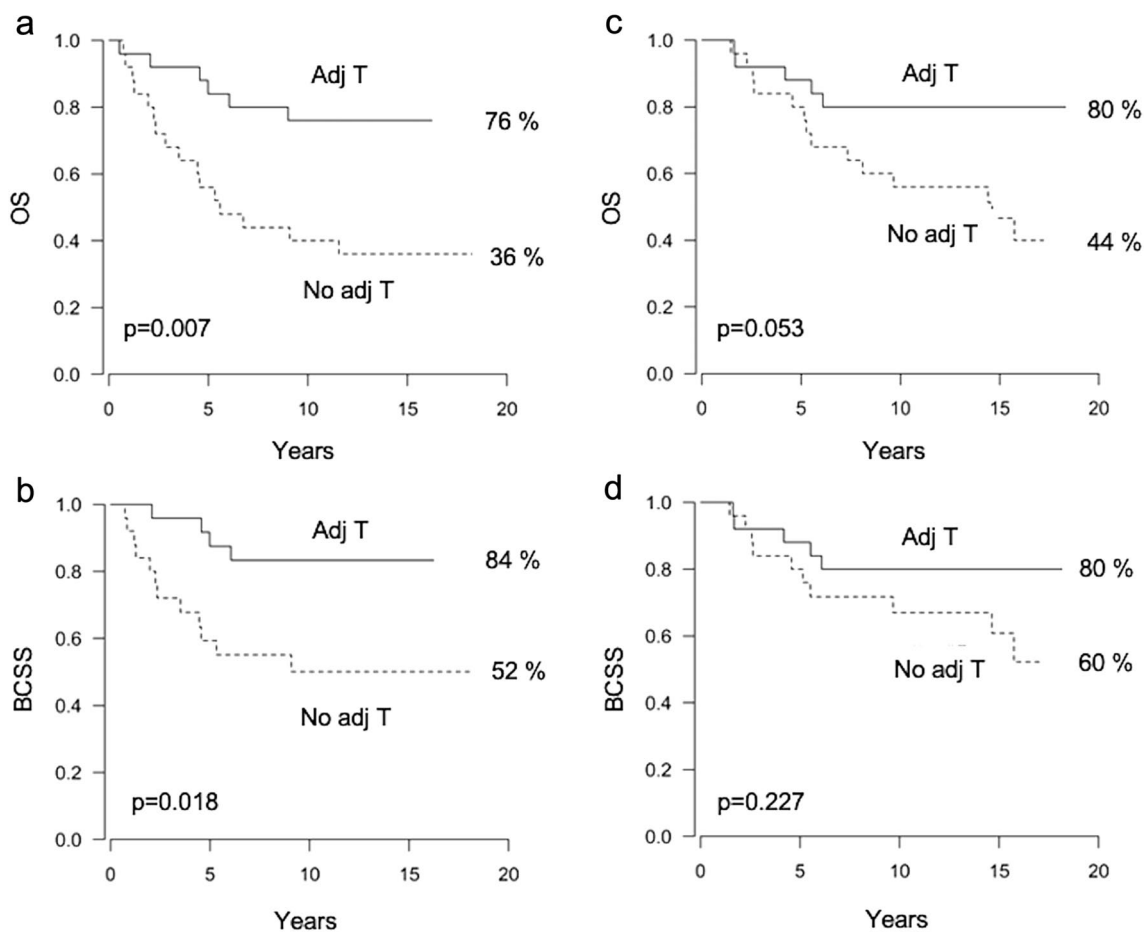 a
1.0
0.8
0.6
0.4
0.2
0.0
OS
Adj T
76 %
36 %
No adj T
p=0.007
0 5 10 15 20
Years
c
1.0
0.8
0.6
0.4
0.2
0.0
OS
Adj T
80 %
No adj T
44 %
p=0.053
0 5 10 15 20
Years
b
1.0
0.8
0.6
0.4
0.2
0.0
BCSS
Adj T
84 %
52 %
No adj T
p=0.018
0 5 10 15 20
Years
d
1.0
0.8
0.6
0.4
0.2
0.0
BCSS
Adj T
80 %
No adj T
60 %
p=0.227
0 5 10 15 20
Years